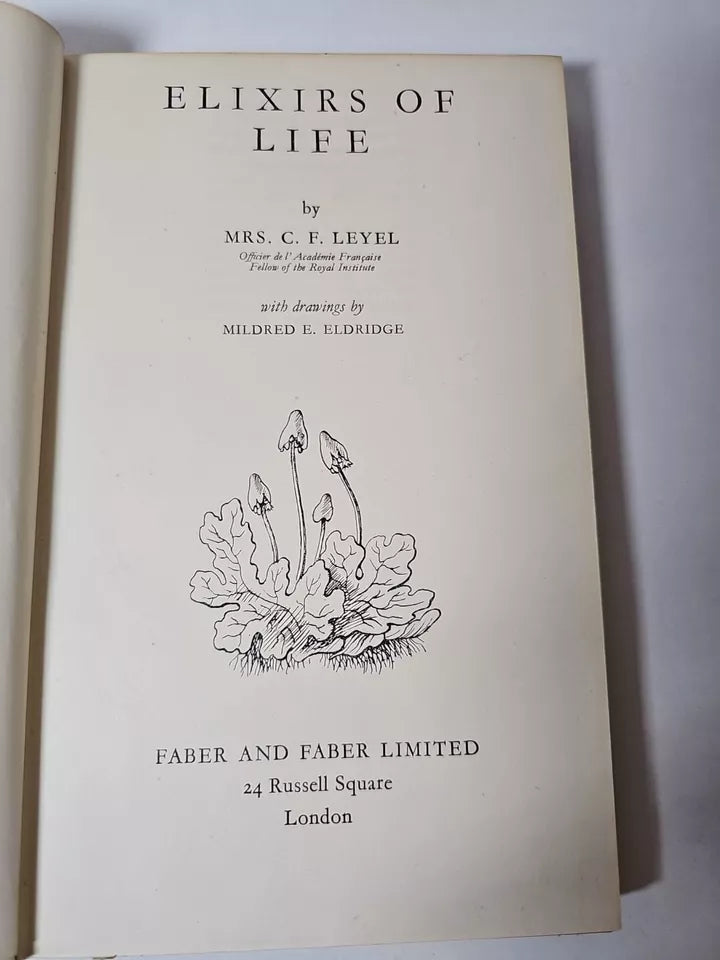 ELIXIRS OF
LIFE
by
MRS. C. F. LEYEL
Officier de l'Académie Française
Fellow of the Royal Institute
with drawings by
MILDRED E. ELDRIDGE
FABER AND FABER LIMITED
24 Russell Square
London